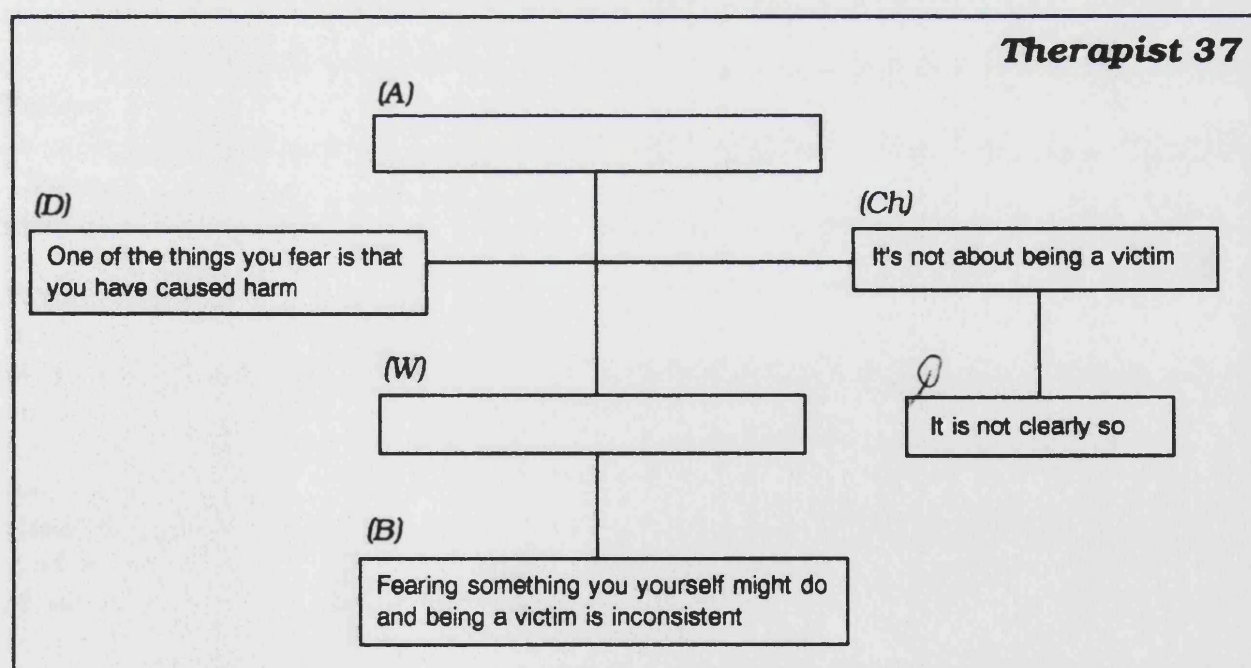 Therapist 37
(A)
(D)
One of the things you fear is that
you have caused harm
(Ch)
It's not about being a victim
(W)
It is not clearly so
(B)
Fearing something you yourself might do
and being a victim is inconsistent